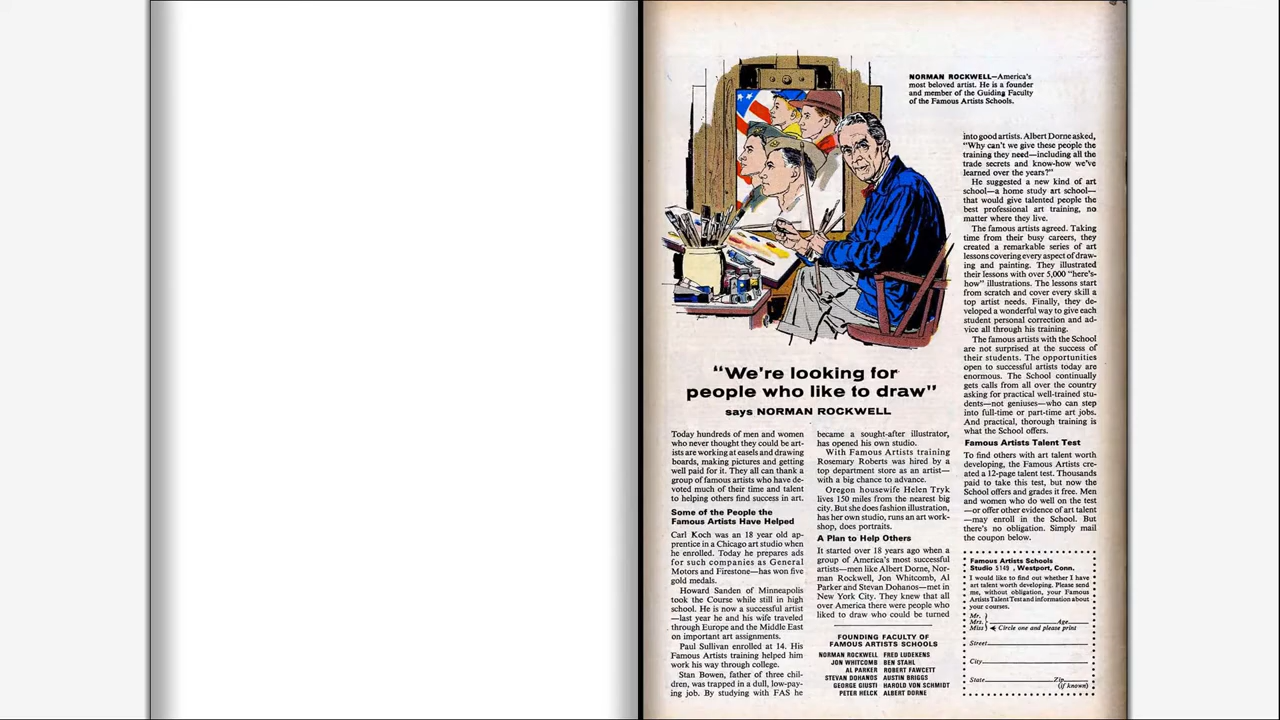 NORMAN ROCKWELL—America's
most beloved artist. He is a founder
and member of the Guiding Faculty
of the Famous Artists Schools.
"We're looking for
people who like to draw"
says NORMAN ROCKWELL
Today hundreds of men and women
who never thought they could be art-
ists are working at easels and drawing
boards, making pictures and getting
well paid for it. They all can thank a
group of famous artists who have de-
voted much of their time and talent
to helping others find success in art.
Some of the People the
Famous Artists Have Helped
Carl Koch was an 18 year old ap-
prentice in a Chicago art studio when
he enrolled. Today he prepares ads
for such companies as General
Motors and Firestone—has won five
gold medals.
Howard Sanden of Minneapolis
took the Course while still in high
school. He is now a successful artist
—last year he and his wife traveled
through Europe and the Middle East
on important art assignments.
Paul Sullivan enrolled at 14. His
Famous Artists training helped him
work his way through college.
Stan Bowen, father of three chil-
dren, was trapped in a dull, low-pay-
ing job. By studying with FAS he
became a sought-after illustrator,
has opened his own studio.
With Famous Artists training
Rosemary Roberts was hired by a
top department store as an artist—
with a big chance to advance.
Oregon housewife Helen Tryk
lives 150 miles from the nearest big
city. But she does fashion illustration,
has her own studio, runs an art work-
shop, does portraits.
A Plan to Help Others
It started over 18 years ago when a
group of America's most successful
artists—men like Albert Dorne, Nor-
man Rockwell, Jon Whitcomb, Al
Parker and Stevan Dohanos—met in
New York City. They knew that all
over America there were people who
liked to draw who could be turned
FOUNDING FACULTY OF
FAMOUS ARTISTS SCHOOLS
NORMAN ROCKWELL FRED LUDEKENS
JON WHITCOMB BEN STAHL
AL PARKER ROBERT FAWCETT
STEVAN DOHANOS AUSTIN BRIGGS
GEORGE GIUSTI HAROLD VON SCHMIDT
PETER HELCK ALBERT DORNE
into good artists. Albert Dorne asked,
"Why can't we give these people the
training they need—including all the
trade secrets and know-how we've
learned over the years?"
He suggested a new kind of art
school—a home study art school—
that would give talented people the
best professional art training, no
matter where they live.
The famous artists agreed. Taking
time from their busy careers, they
created a remarkable series of art
lessons covering every aspect of draw-
ing and painting. They illustrated
their lessons with over 5,000 "here's-
how" illustrations. The lessons start
from scratch and cover every skill a
top artist needs. Finally, they de-
veloped a wonderful way to give each
student personal correction and ad-
vice all through his training.
The famous artists with the School
are not surprised at the success of
their students. The opportunities
open to successful artists today are
enormous. The School continually
gets calls from all over the country
asking for practical well-trained stu-
dents—not geniuses—who can step
into full-time or part-time art jobs.
And practical, thorough training is
what the School offers.
Famous Artists Talent Test
To find others with art talent worth
developing, the Famous Artists cre-
ated a 12-page talent test. Thousands
paid to take this test, but now the
School offers and grades it free. Men
and women who do well on the test
—or offer other evidence of art talent
—may enroll in the School. But
there's no obligation. Simply mail
the coupon below.
Famous Artists Schools
Studio 5149, Westport, Conn.
I would like to find out whether I have
art talent worth developing. Please send
me, without obligation, your Famous
Artists Talent Test and information about
your courses.
Mr.
Mrs. Age
Miss Circle one and please print
Street
City
State Zip
(if known)